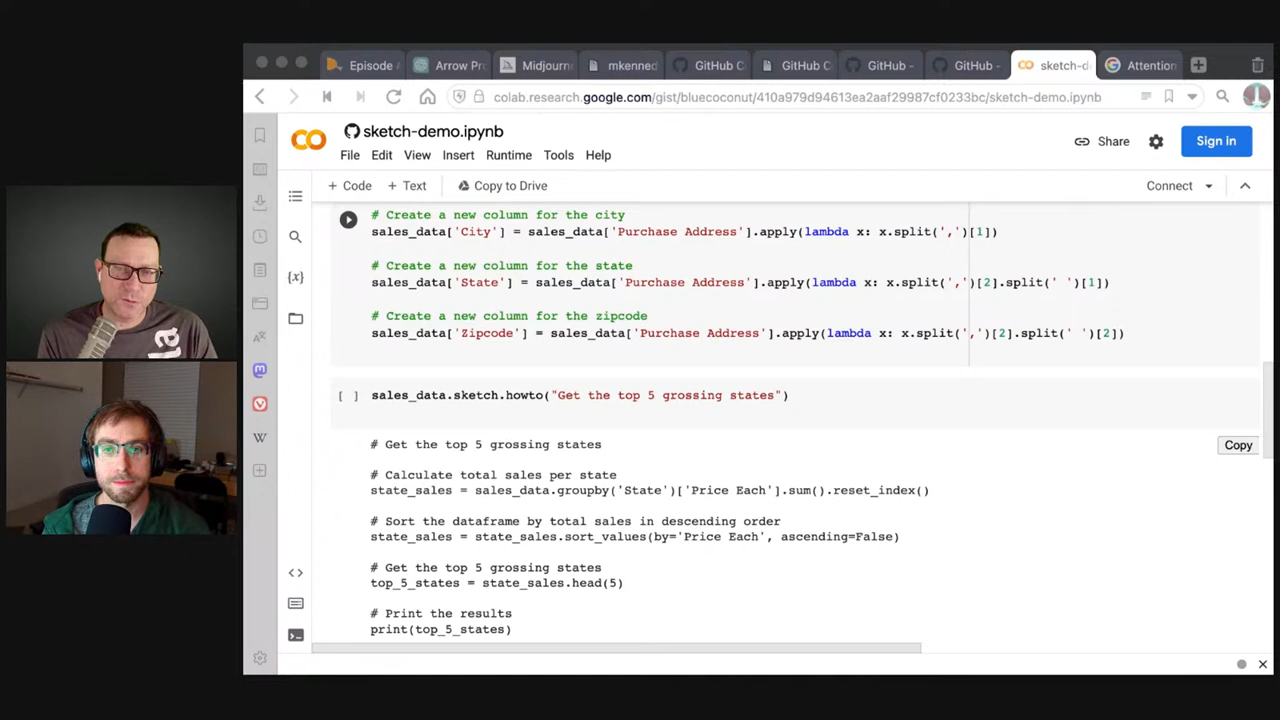 Episode
Arrow Pr
Midjourn
mkenned
GitHub C
GitHub C
GitHub -
GitHub -
sketch-d
Attention
colab.research.google.com/gist/bluecoconut/410a979d94613ea2aaf29987cf0233bc/sketch-demo.ipynb
CO
sketch-demo.ipynb
Share
Sign in
File Edit View Insert Runtime Tools Help
+ Code + Text Copy to Drive
Connect
# Create a new column for the city
sales_data['City'] = sales_data['Purchase Address'].apply(lambda x: x.split(',')[1])
# Create a new column for the state
sales_data['State'] = sales_data['Purchase Address'].apply(lambda x: x.split(',')[2].split(' ')[1])
# Create a new column for the zipcode
sales_data['Zipcode'] = sales_data['Purchase Address'].apply(lambda x: x.split(',')[2].split(' ')[2])
[ ] sales_data.sketch.howto("Get the top 5 grossing states")
# Get the top 5 grossing states
Copy
# Calculate total sales per state
state_sales = sales_data.groupby('State')['Price Each'].sum().reset_index()
# Sort the dataframe by total sales in descending order
state_sales = state_sales.sort_values(by='Price Each', ascending=False)
# Get the top 5 grossing states
top_5_states = state_sales.head(5)
# Print the results
print(top_5_states)